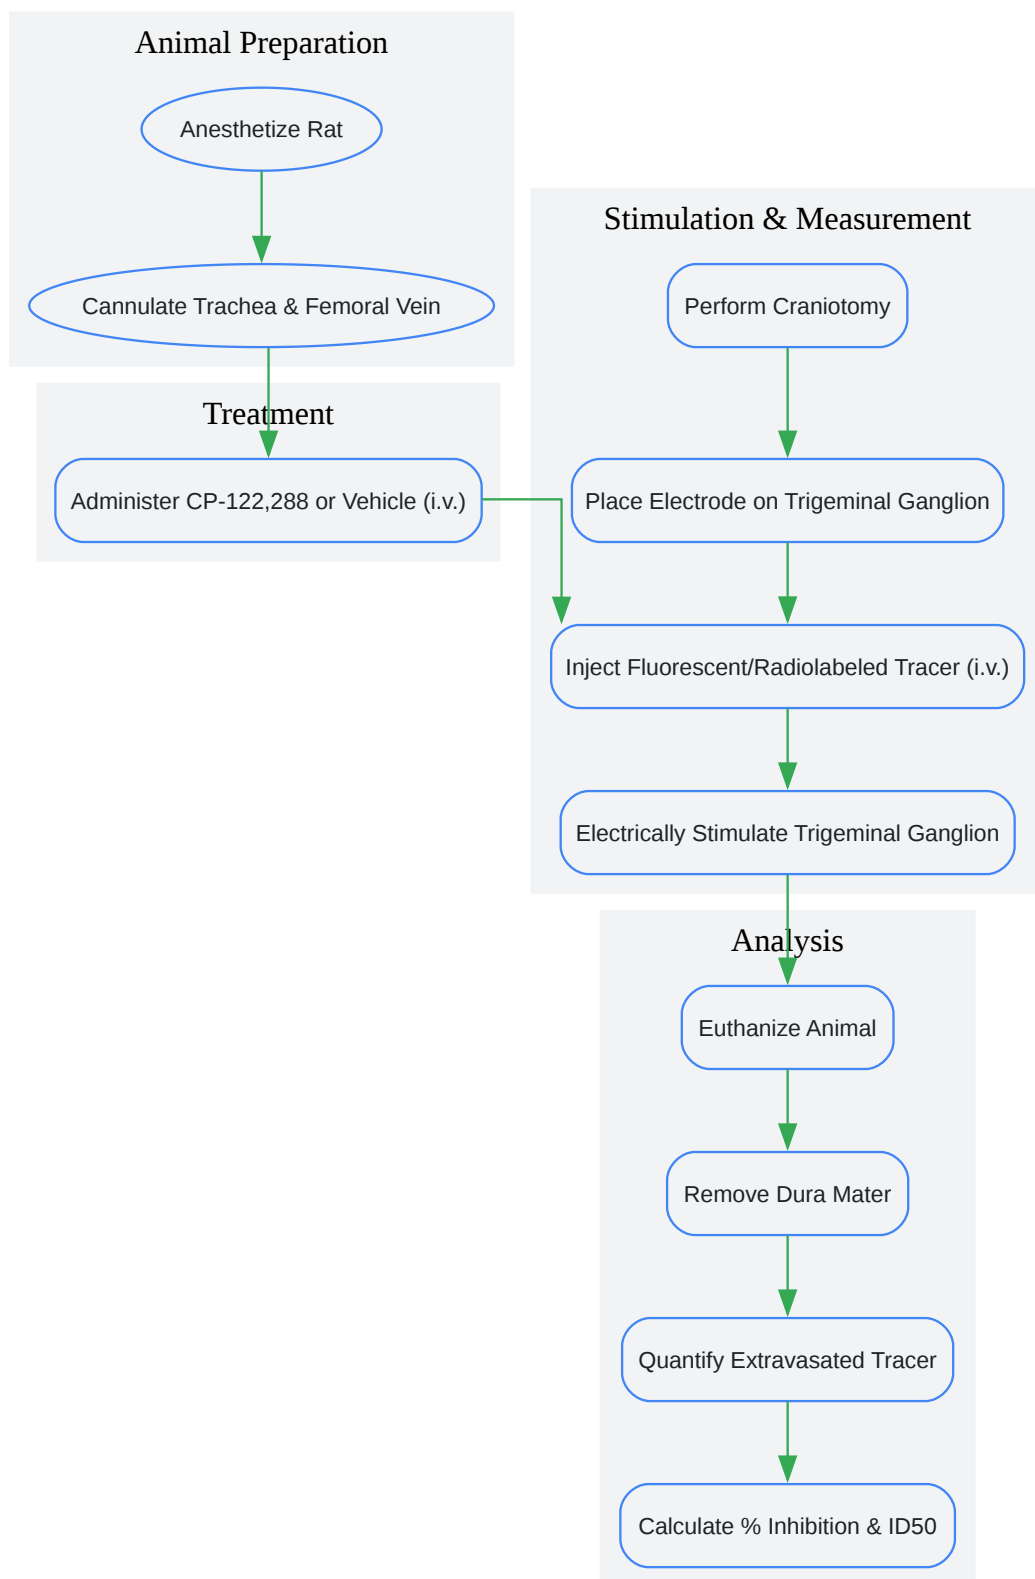 Animal Preparation
Anesthetize Rat
Cannulate Trachea & Femoral Vein
Treatment
Administer CP-122,288 or Vehicle (i.v.)
Stimulation & Measurement
Perform Craniotomy
Place Electrode on Trigeminal Ganglion
Inject Fluorescent/Radiolabeled Tracer (i.v.)
Electrically Stimulate Trigeminal Ganglion
Analysis
Euthanize Animal
Remove Dura Mater
Quantify Extravasated Tracer
Calculate % Inhibition & ID50